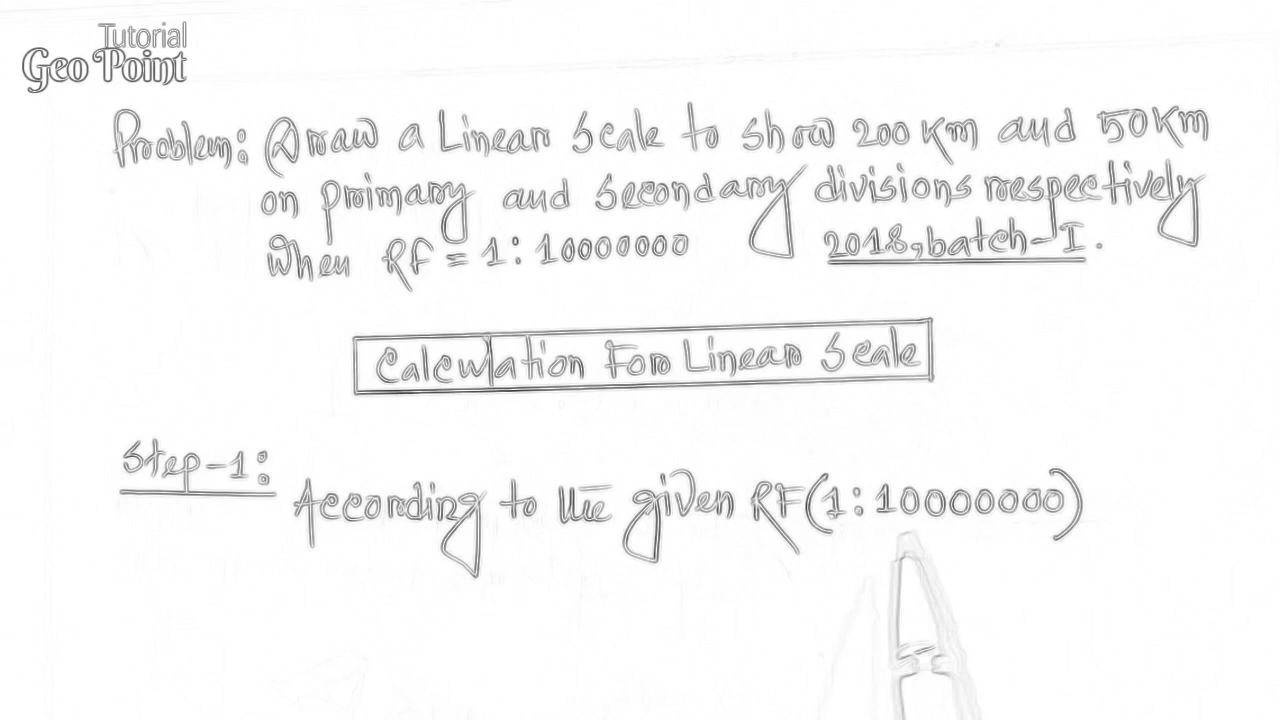 Tutorial
Geo Point
Problem: Draw a Linear Scale to show 200 Km and 50 Km
on primary and secondary divisions respectively
when RF = 1:10000000 2018, batch-I.
Calculation For Linear Scale
Step-1:
According to the given RF (1:10000000)